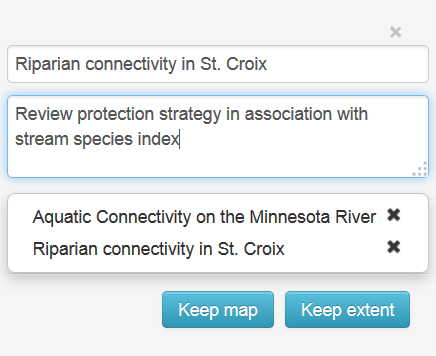 Riparian connectivity in St. Croix
Review protection strategy in association with
stream species index
Aquatic Connectivity on the Minnesota River
Riparian connectivity in St. Croix
Keep map
Keep extent